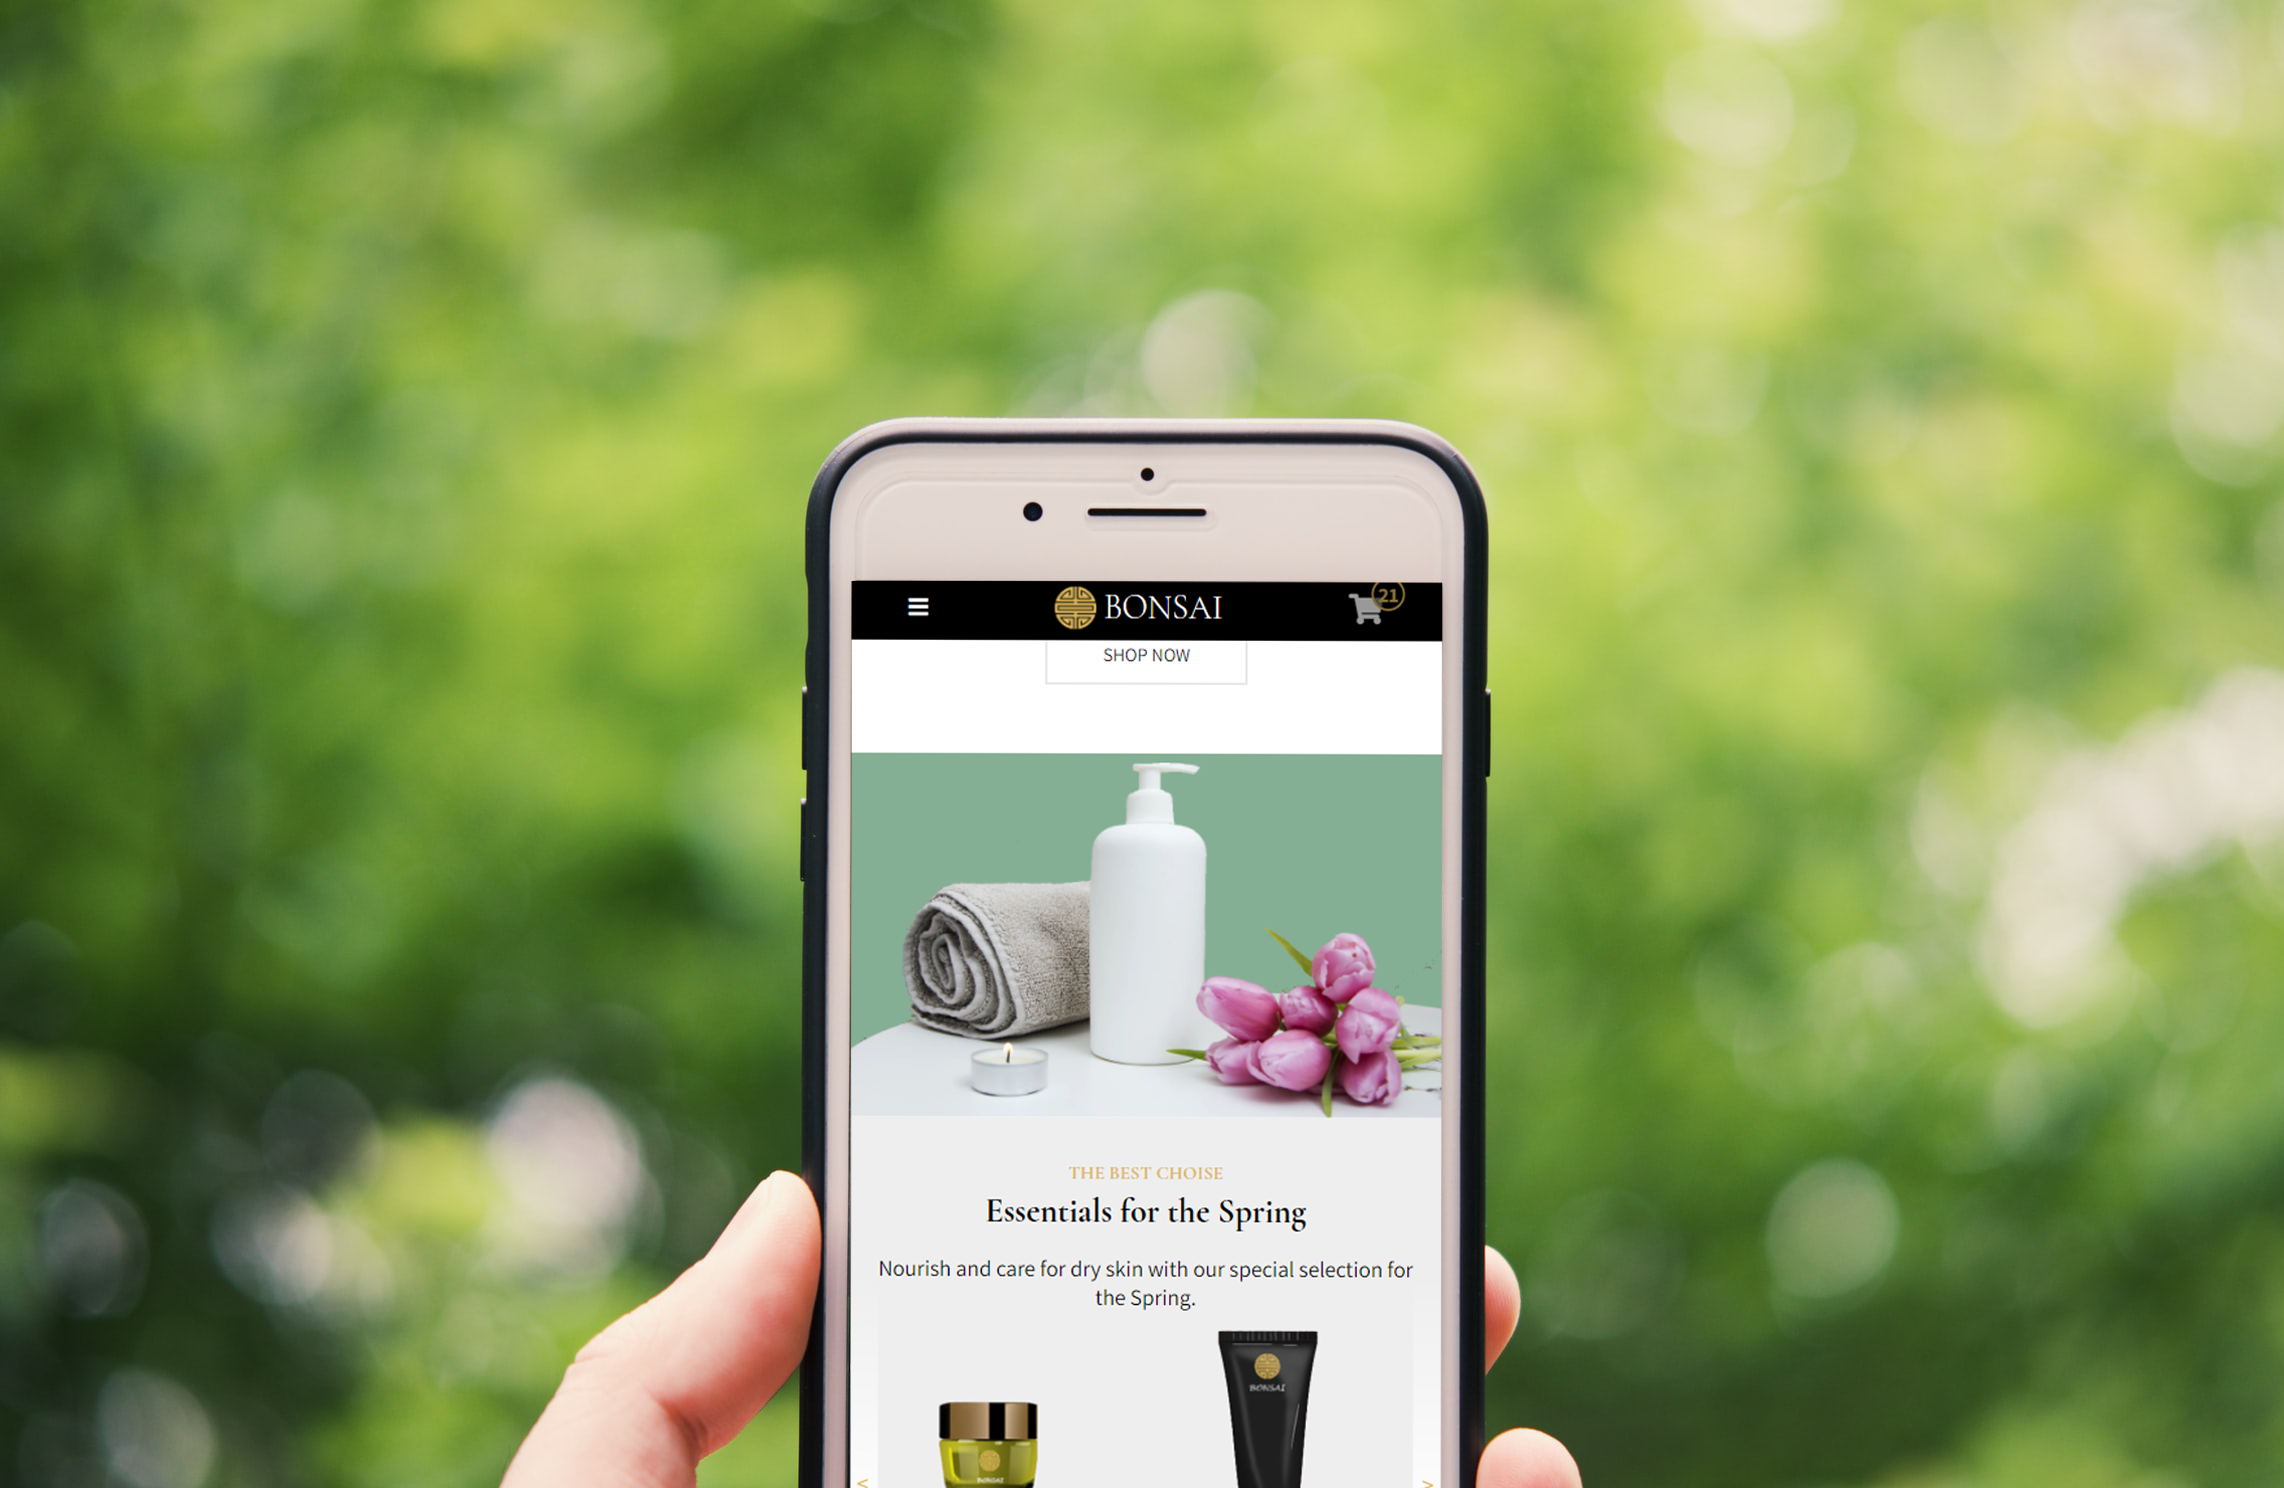 BONSAI
21
SHOP NOW
THE BEST CHOISE
Essentials for the Spring
Nourish and care for dry skin with our special selection for
the Spring.
BONSAI
BONSAI
<
>